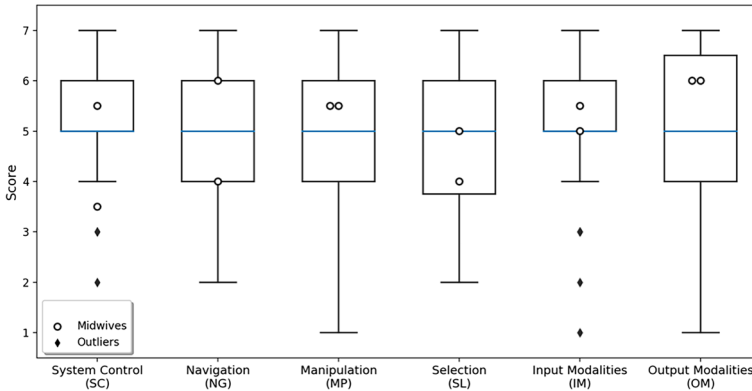 7
6
5
4
3
2
1
Score
Midwives
Outliers
System Control
(SC)
Navigation
(NG)
Manipulation
(MP)
Selection
(SL)
Input Modalities
(IM)
Output Modalities
(OM)